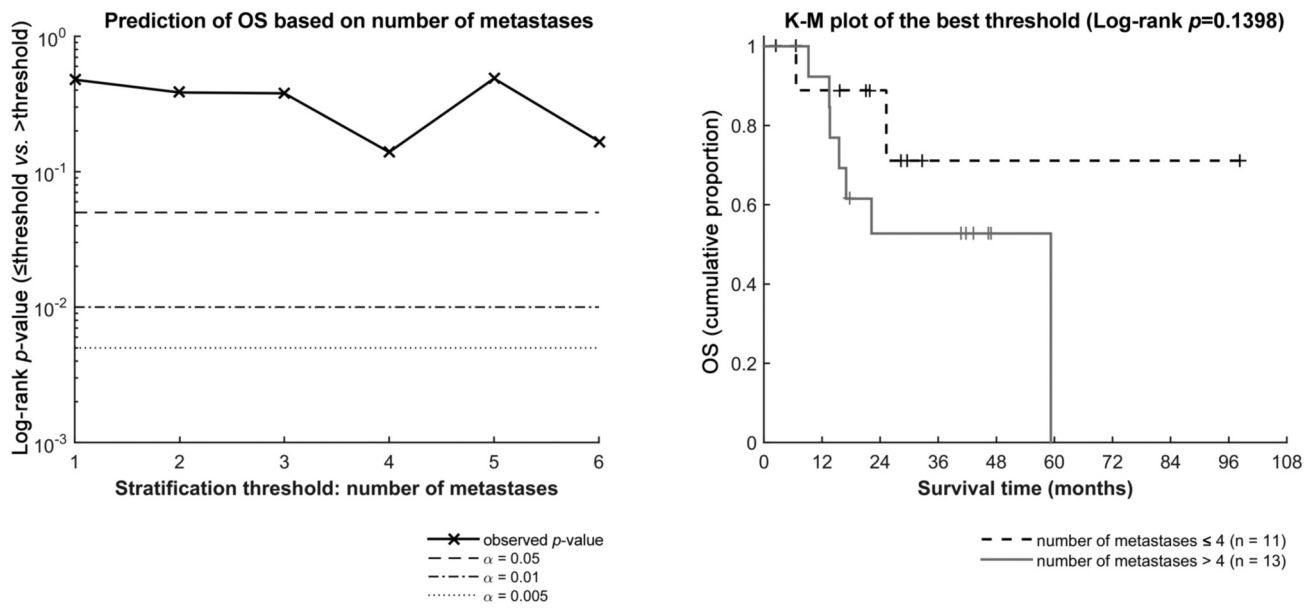 Prediction of OS based on number of metastases
Log-rank p-value (≤threshold vs. >threshold)
10⁰
10⁻¹
10⁻²
10⁻³
1 2 3 4 5 6
Stratification threshold: number of metastases
observed p-value
α = 0.05
α = 0.01
α = 0.005
K-M plot of the best threshold (Log-rank p=0.1398)
OS (cumulative proportion)
1
0.8
0.6
0.4
0.2
0
0 12 24 36 48 60 72 84 96 108
Survival time (months)
number of metastases ≤ 4 (n = 11)
number of metastases > 4 (n = 13)